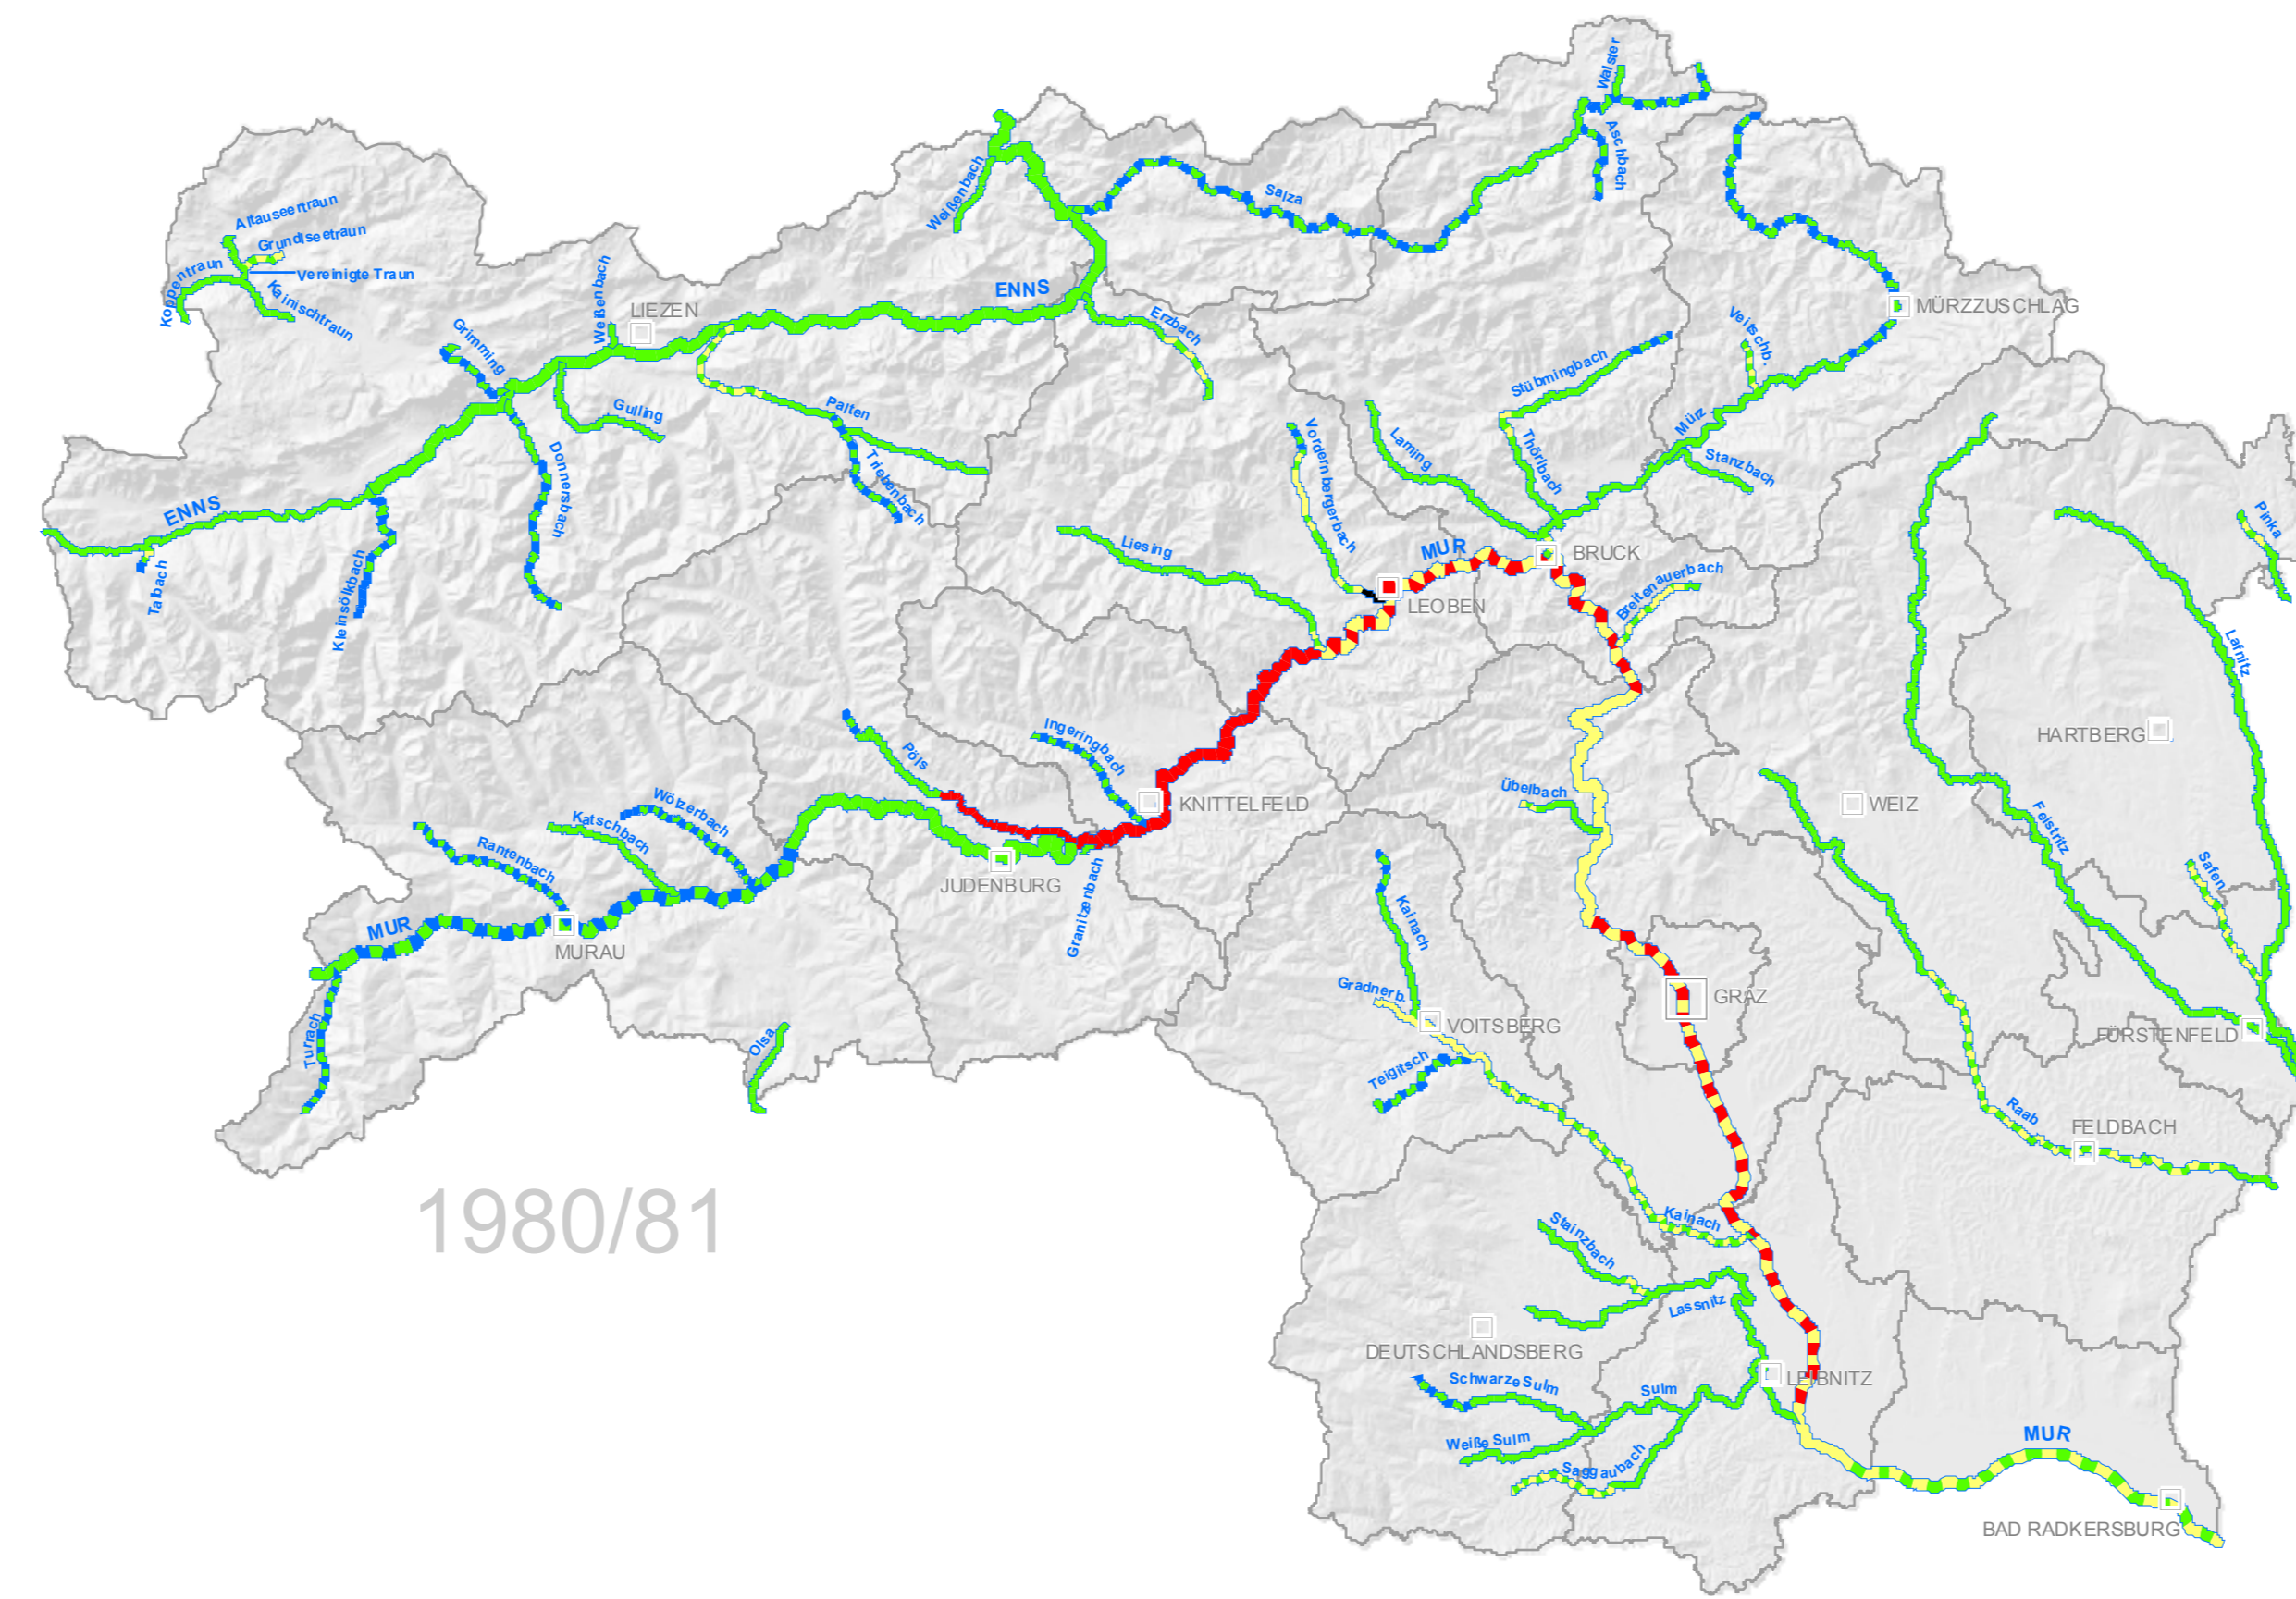 Walster
Aschbach
Weißenbach
Salza
Altauseertraun
Grundlseetraun
Koppentraun
Vereinigte Traun
Kainischtraun
Weißenbach
LIEZEN
ENNS
Erzbach
MÜRZZUSCHLAG
Veitschb.
Grimming
Stübmingbach
Gulling
Palten
Mürz
Laming
Vordernbergerbach
Thörlbach
Stanzbach
Donnersbach
Triebenbach
ENNS
Pinka
Liesing
MUR
BRUCK
Talbach
Kleinsölkbach
Breitenauerbach
LEOBEN
Lafnitz
Ingeringbach
Pöls
HARTBERG
Übelbach
Wölzerbach
KNITTELFELD
WEIZ
Katschbach
Rantenbach
Feistritz
JUDENBURG
Safen
Granitzenbach
Kainach
MUR
MURAU
Gradnerb.
GRAZ
VOITSBERG
FÜRSTENFELD
Turrach
Olsa
Teigitsch
Raab
FELDBACH
1980/81
Kainach
Stainzbach
Lassnitz
DEUTSCHLANDSBERG
LEIBNITZ
Schwarze Sulm
Sulm
Weiße Sulm
Saggaubach
MUR
BAD RADKERSBURG